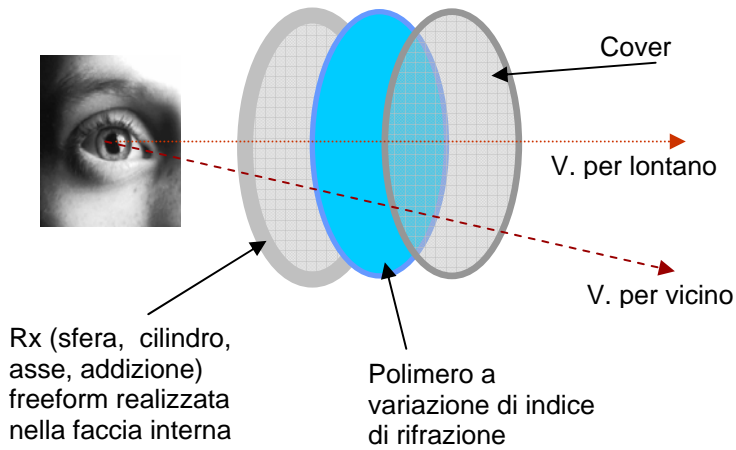 Cover
V. per lontano
V. per vicino
Rx (sfera, cilindro,
asse, addizione)
freeform realizzata
nella faccia interna
Polimero a
variazione di indice
di rifrazione